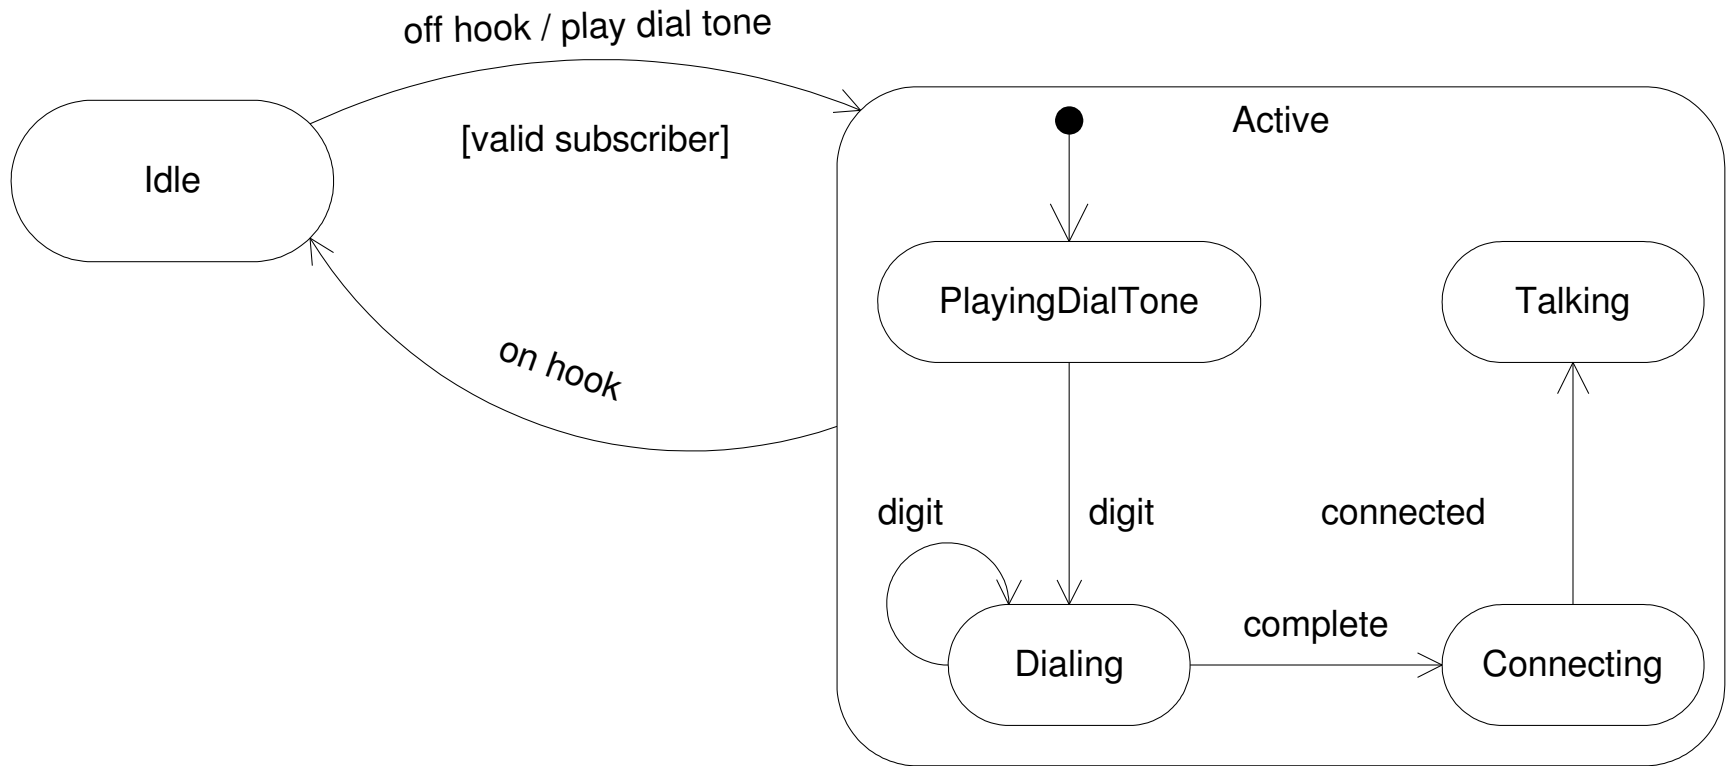 off hook / play dial tone
[valid subscriber]
Idle
on hook
Active
PlayingDialTone
Talking
digit
digit
connected
complete
Dialing
Connecting